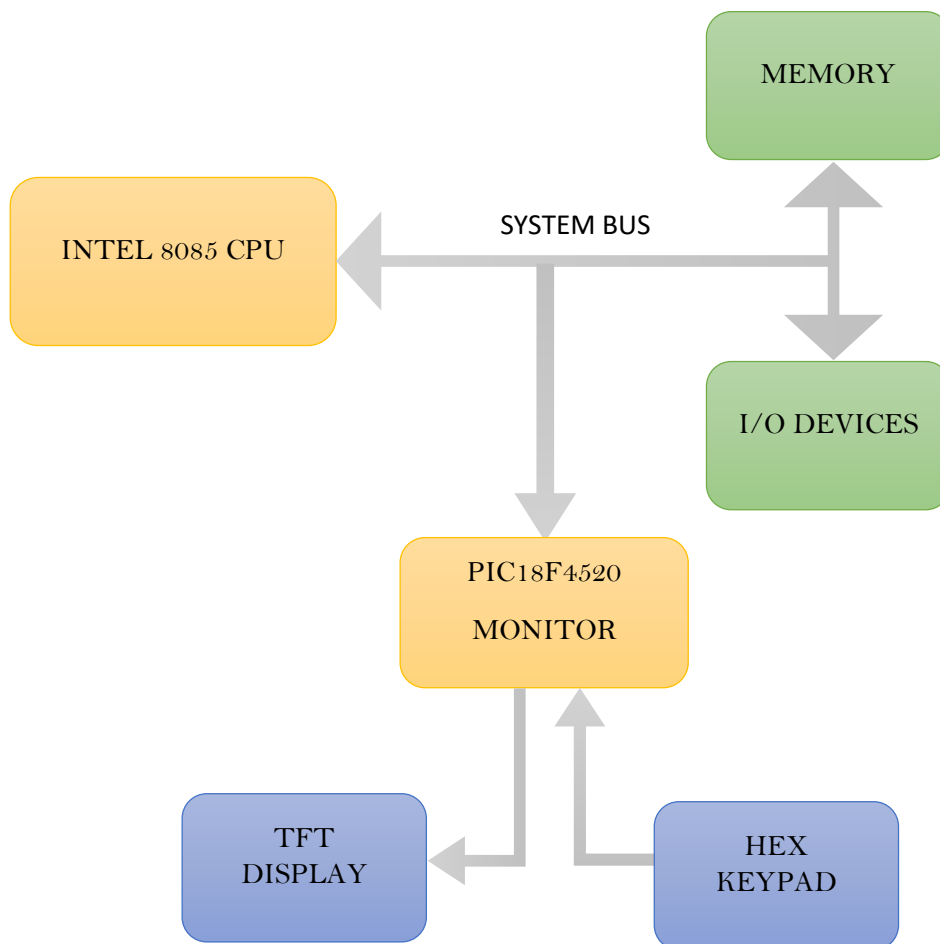 MEMORY
SYSTEM BUS
INTEL 8085 CPU
I/O DEVICES
PIC18F4520
MONITOR
TFT
DISPLAY
HEX
KEYPAD